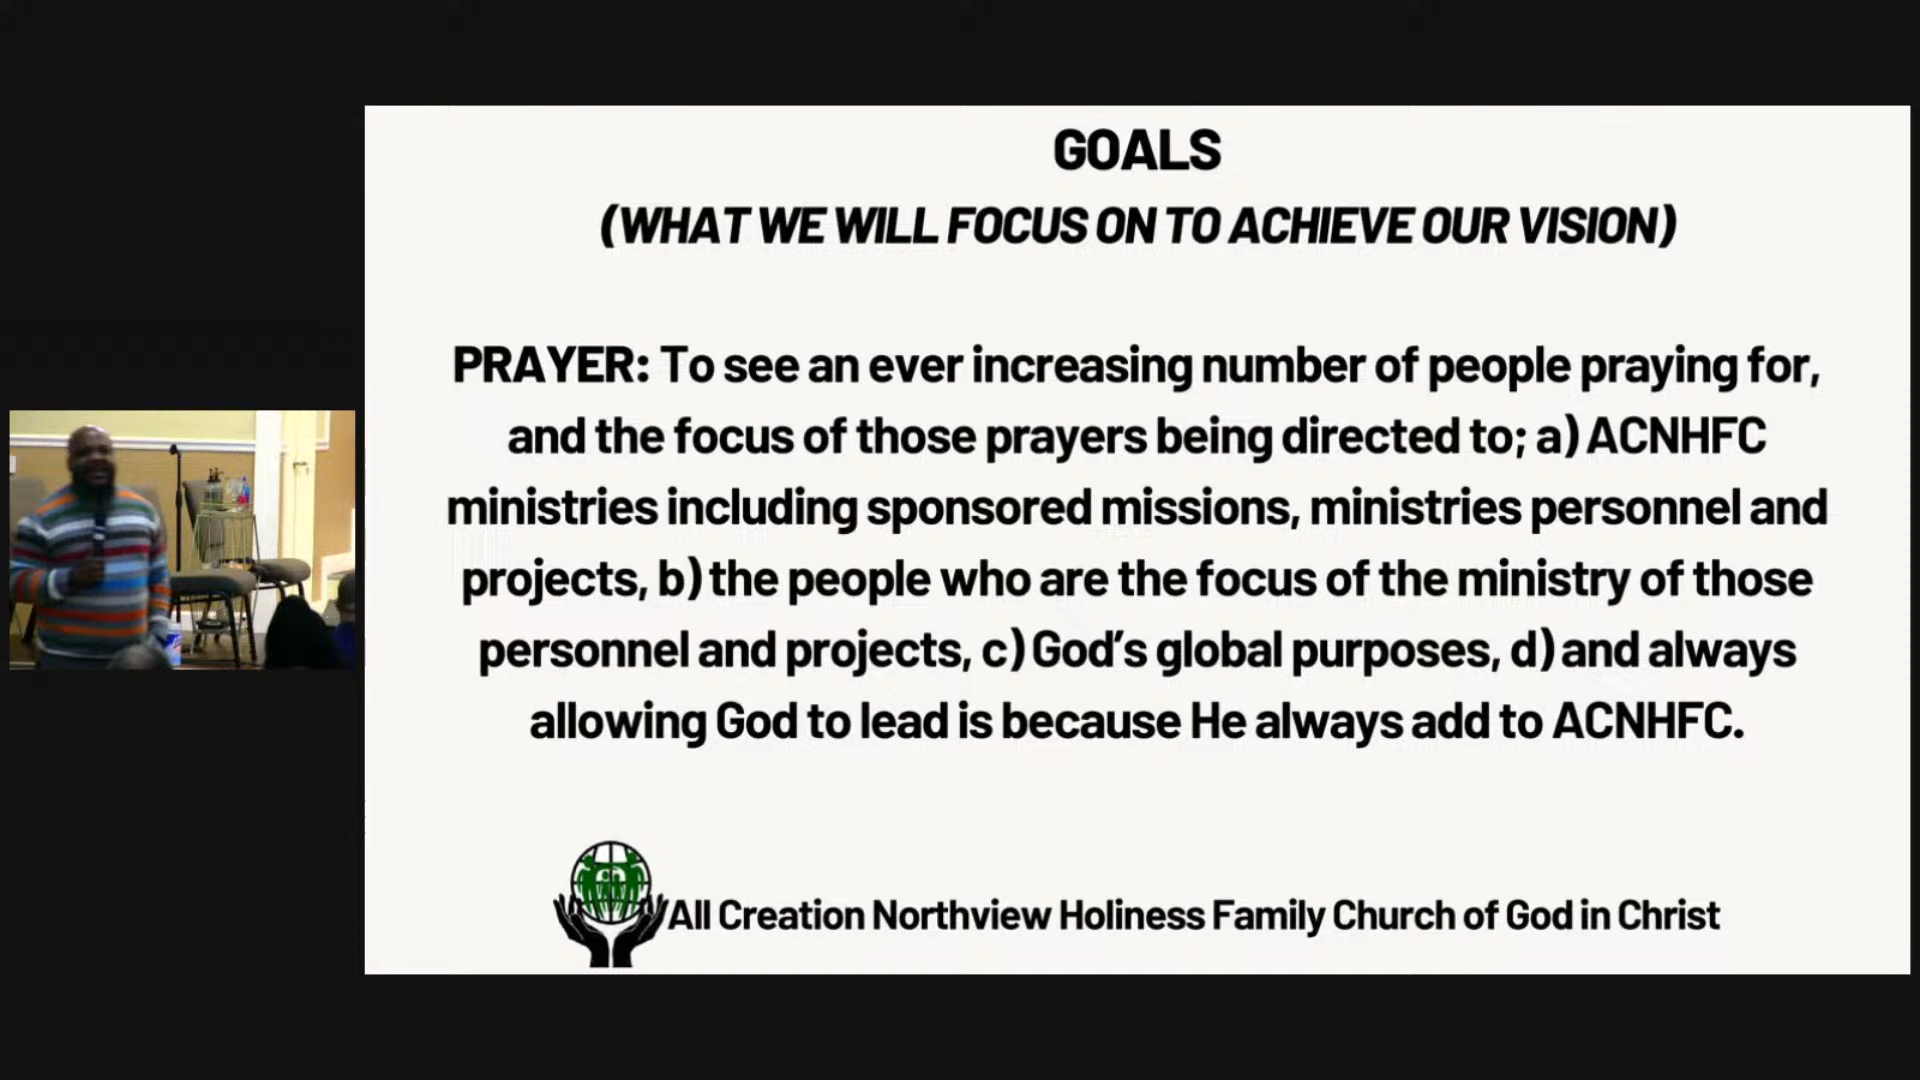 GOALS
(WHAT WE WILL FOCUS ON TO ACHIEVE OUR VISION)
PRAYER: To see an ever increasing number of people praying for,
and the focus of those prayers being directed to; a) ACNHFC
ministries including sponsored missions, ministries personnel and
projects, b) the people who are the focus of the ministry of those
personnel and projects, c) God’s global purposes, d) and always
allowing God to lead is because He always add to ACNHFC.
All Creation Northview Holiness Family Church of God in Christ